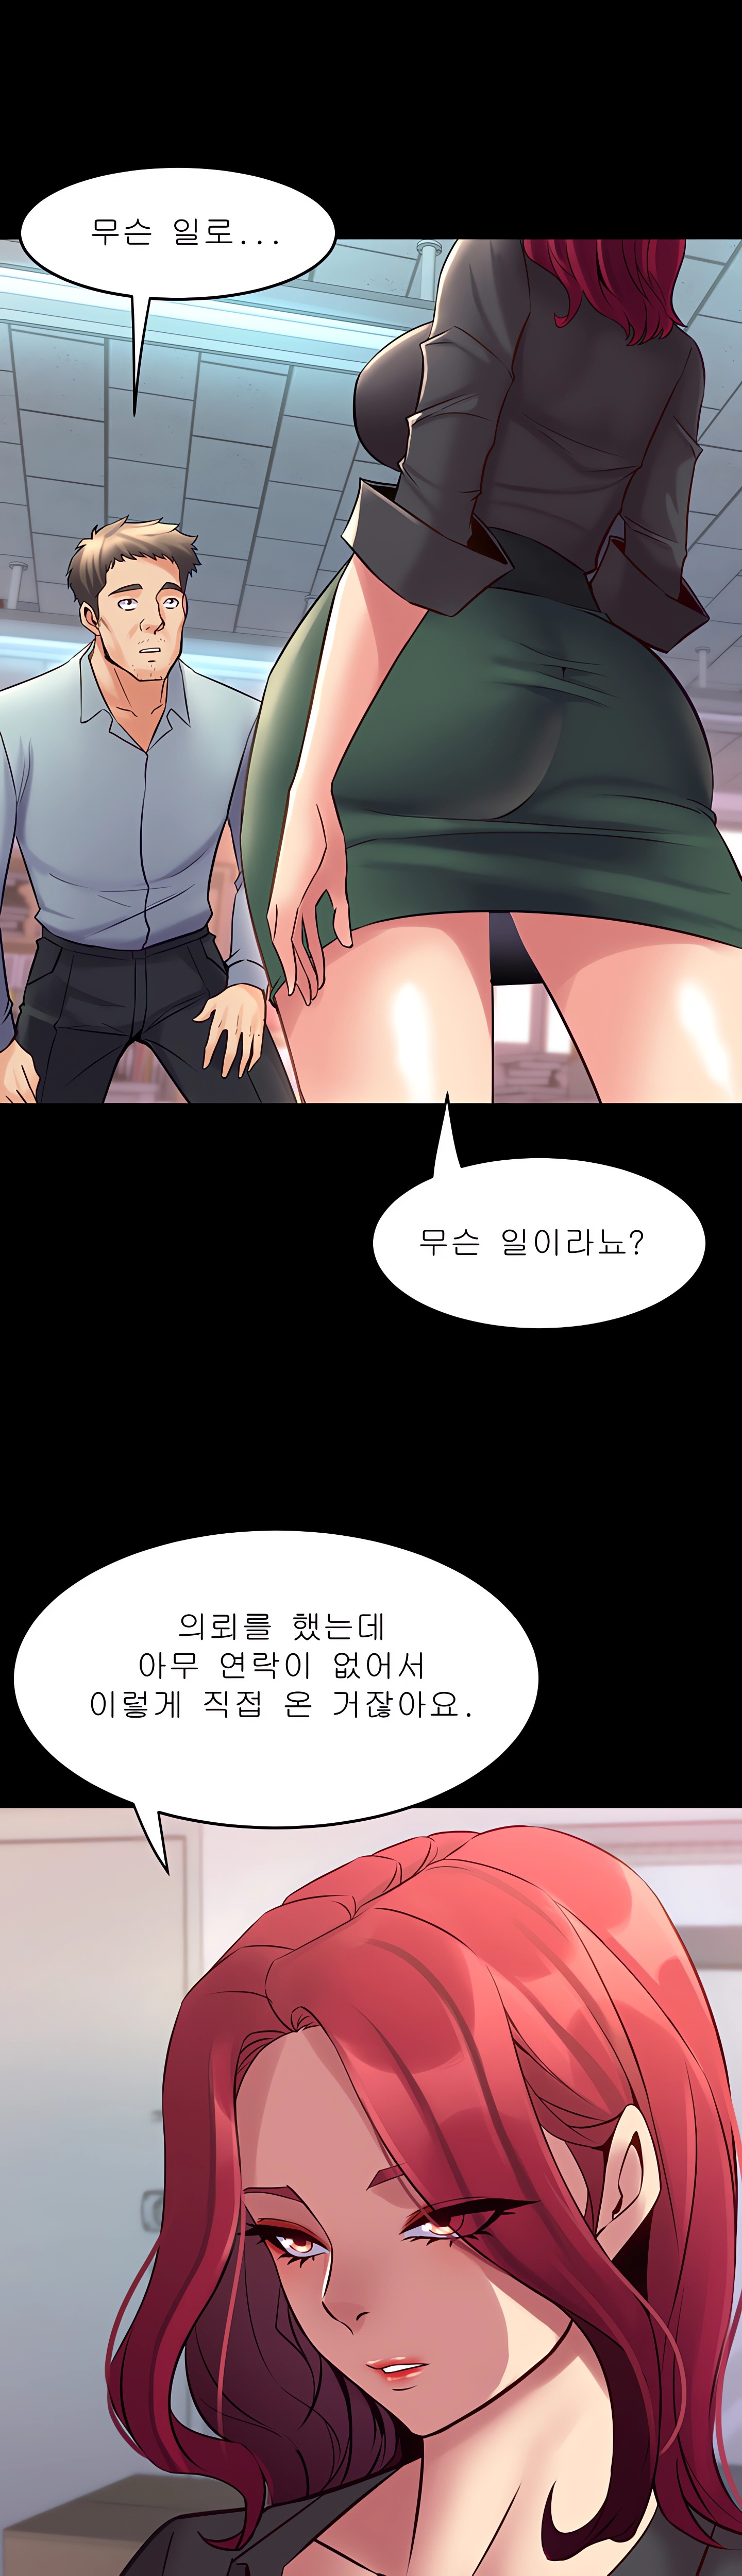 무슨 일로...
무슨 일이라뇨?
의뢰를 했는데
아무 연락이 없어서
이렇게 직접 온 거잖아요.